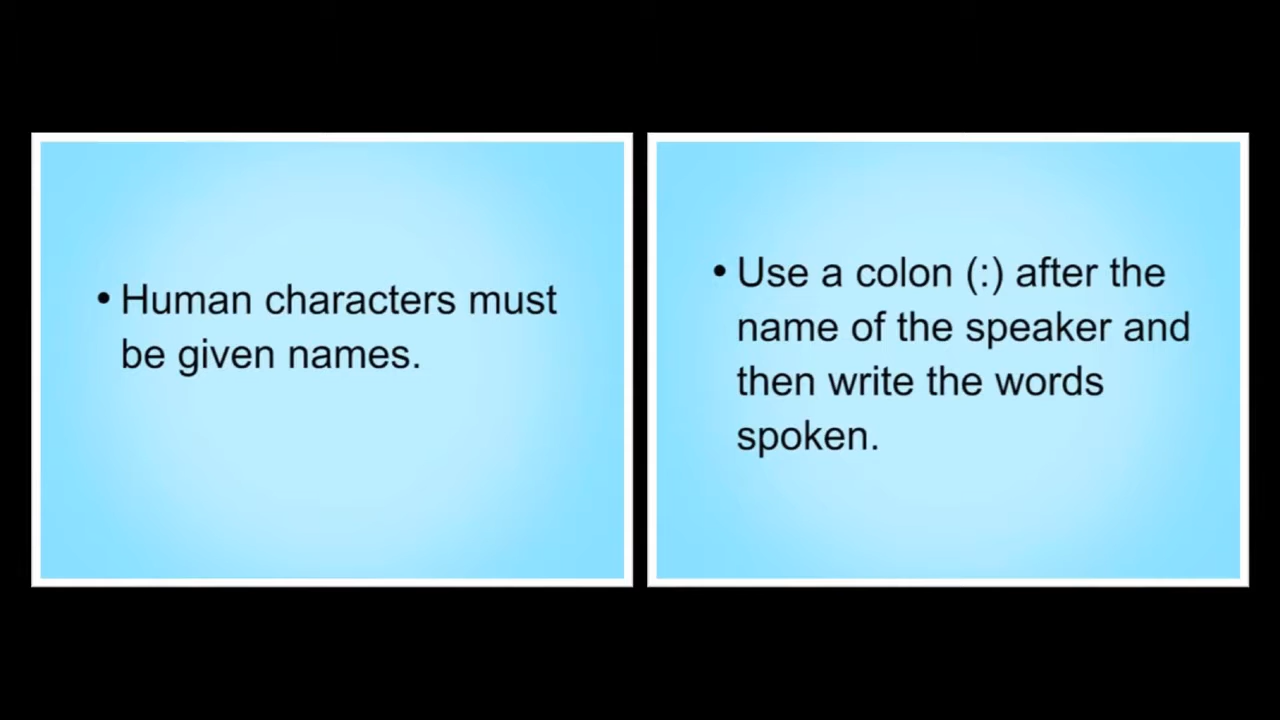 • Human characters must
be given names.
• Use a colon (:) after the
name of the speaker and
then write the words
spoken.